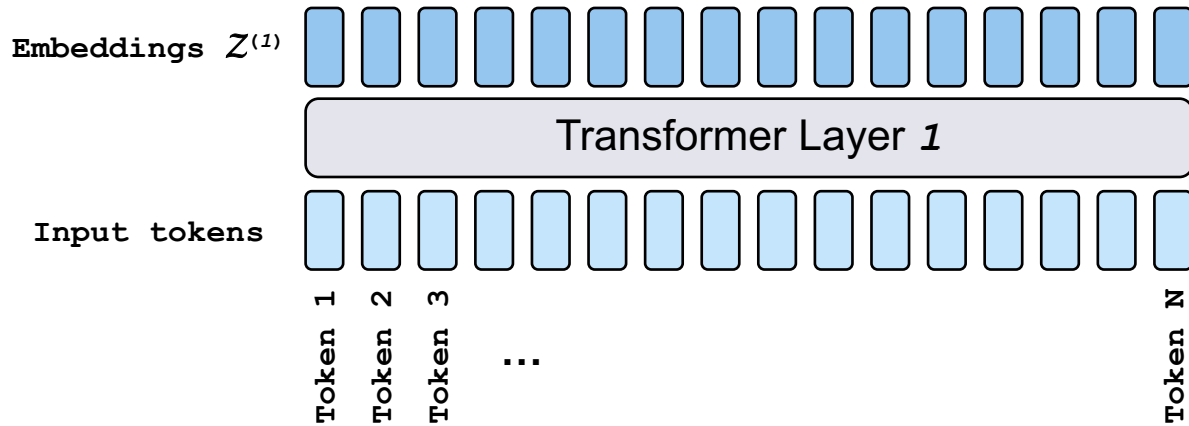 Embeddings Z(1)
Transformer Layer 1
Input tokens
Token 1
Token 2
Token 3
...
Token N